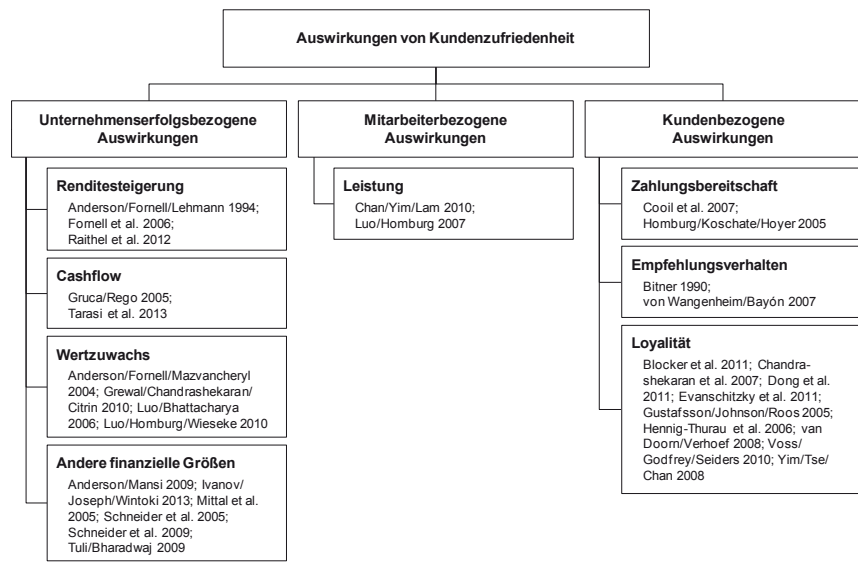 Auswirkungen von Kundenzufriedenheit
Unternehmenserfolgsbezogene
Auswirkungen
Renditesteigerung
Anderson/Fornell/Lehmann 1994;
Fornell et al. 2006;
Raithel et al. 2012
Cashflow
Gruca/Rego 2005;
Tarasi et al. 2013
Wertzuwachs
Anderson/Fornell/Mazvancheryl
2004; Grewal/Chandrashekaran/
Citrin 2010; Luo/Bhattacharya
2006; Luo/Homburg/Wieseke 2010
Andere finanzielle Größen
Anderson/Mansi 2009; Ivanov/
Joseph/Wintoki 2013; Mittal et al.
2005; Schneider et al. 2005;
Schneider et al. 2009;
Tuli/Bharadwaj 2009
Mitarbeiterbezogene
Auswirkungen
Leistung
Chan/Yim/Lam 2010;
Luo/Homburg 2007
Kundenbezogene
Auswirkungen
Zahlungsbereitschaft
Cooil et al. 2007;
Homburg/Koschate/Hoyer 2005
Empfehlungsverhalten
Bitner 1990;
von Wangenheim/Bayón 2007
Loyalität
Blocker et al. 2011; Chandra-
shekaran et al. 2007; Dong et al.
2011; Evanschitzky et al. 2011;
Gustafsson/Johnson/Roos 2005;
Hennig-Thurau et al. 2006; van
Doorn/Verhoef 2008; Voss/
Godfrey/Seiders 2010; Yim/Tse/
Chan 2008